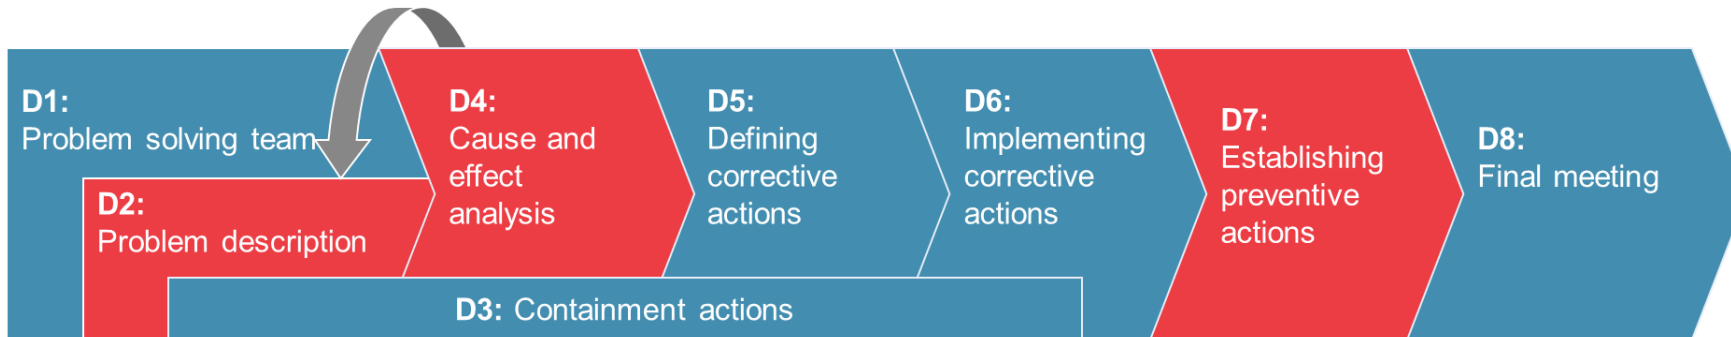 D1:
Problem solving team
D2:
Problem description
D3: Containment actions
D4:
Cause and
effect
analysis
D5:
Defining
corrective
actions
D6:
Implementing
corrective
actions
D7:
Establishing
preventive
actions
D8:
Final meeting